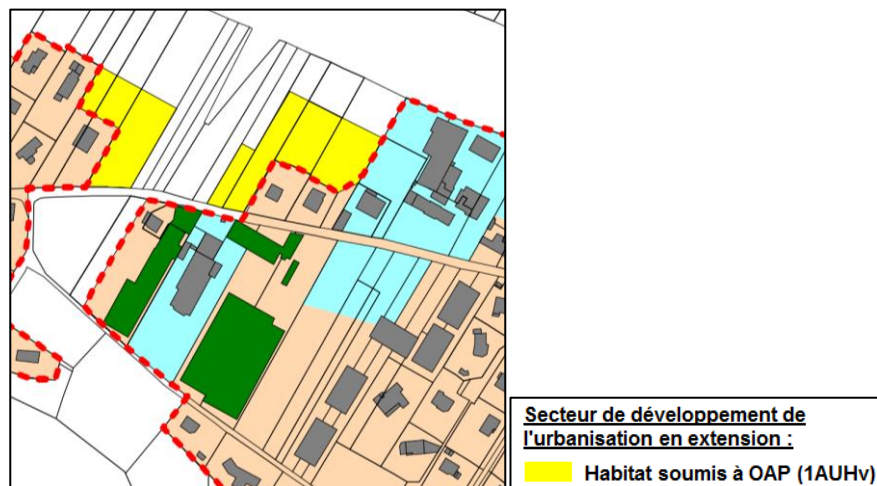 Secteur de développement de
l'urbanisation en extension :
Habitat soumis à OAP (1AUHv)